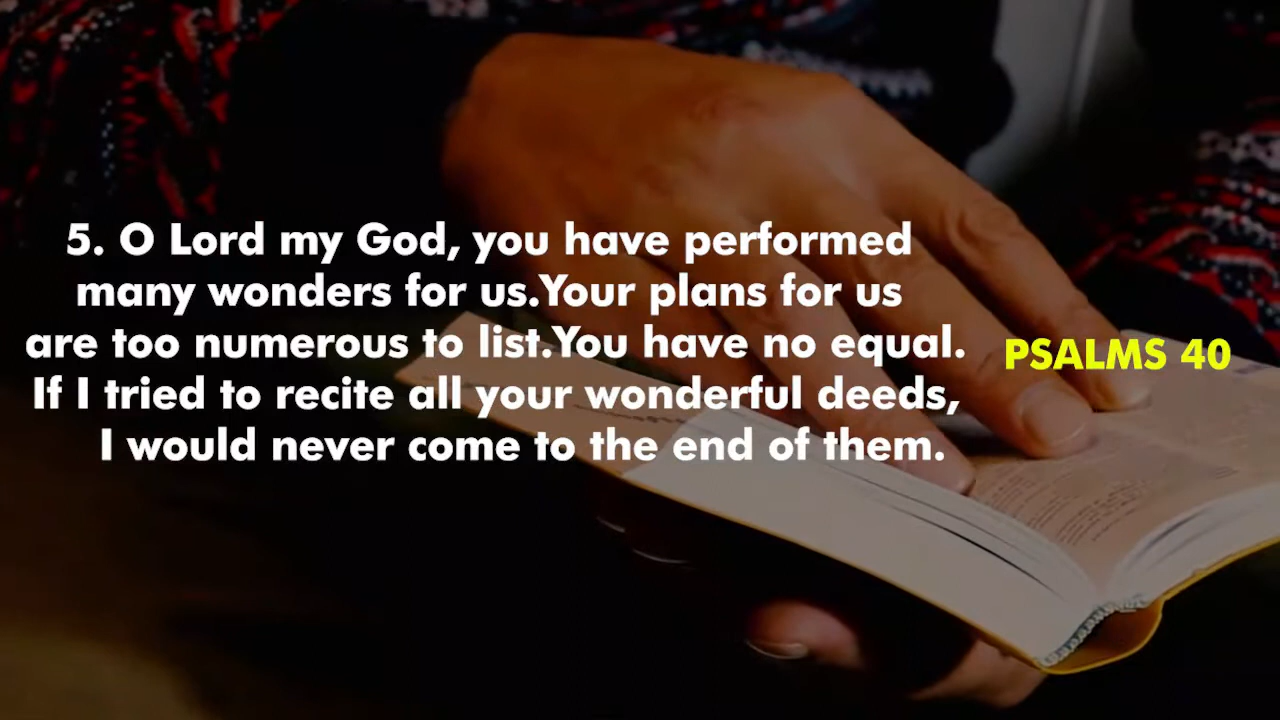 5. O Lord my God, you have performed
many wonders for us.Your plans for us
are too numerous to list.You have no equal.
If I tried to recite all your wonderful deeds,
I would never come to the end of them.
PSALMS 40